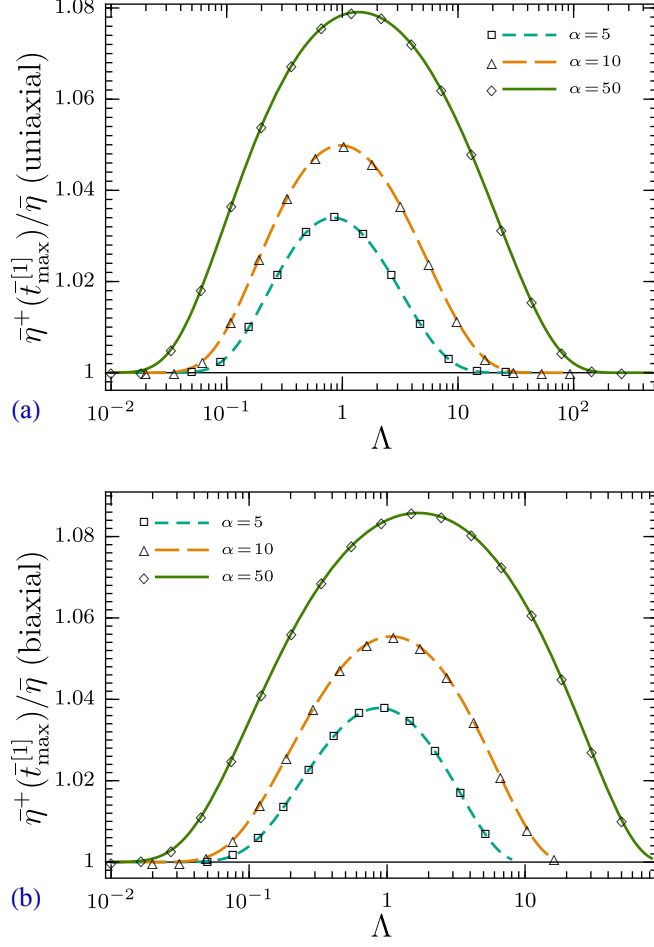 1.08
1.06
1.04
1.02
1
η̄⁺(t̄[1]max)/η̄ (uniaxial)
α = 5
α = 10
α = 50
10⁻² 10⁻¹ 1 10 10²
Λ
(a)
1.08
1.06
1.04
1.02
1
η̄⁺(t̄[1]max)/η̄ (biaxial)
α = 5
α = 10
α = 50
10⁻² 10⁻¹ 1 10
Λ
(b)